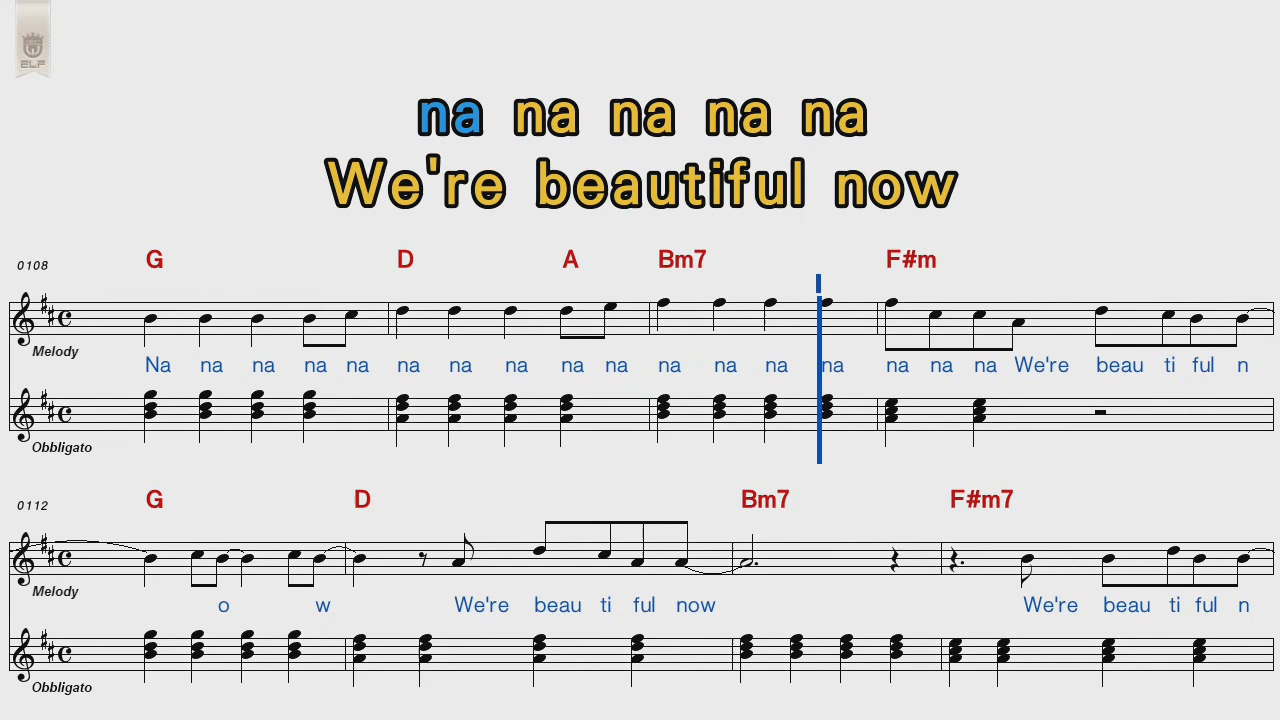 ELF
na na na na na
We're beautiful now
G D A Bm7 F#m
0108
Melody
Na na na na na na na na na na na na na na na na na We're beau ti ful n
Obbligato
G D Bm7 F#m7
0112
Melody
o w We're beau ti ful now We're beau ti ful n
Obbligato